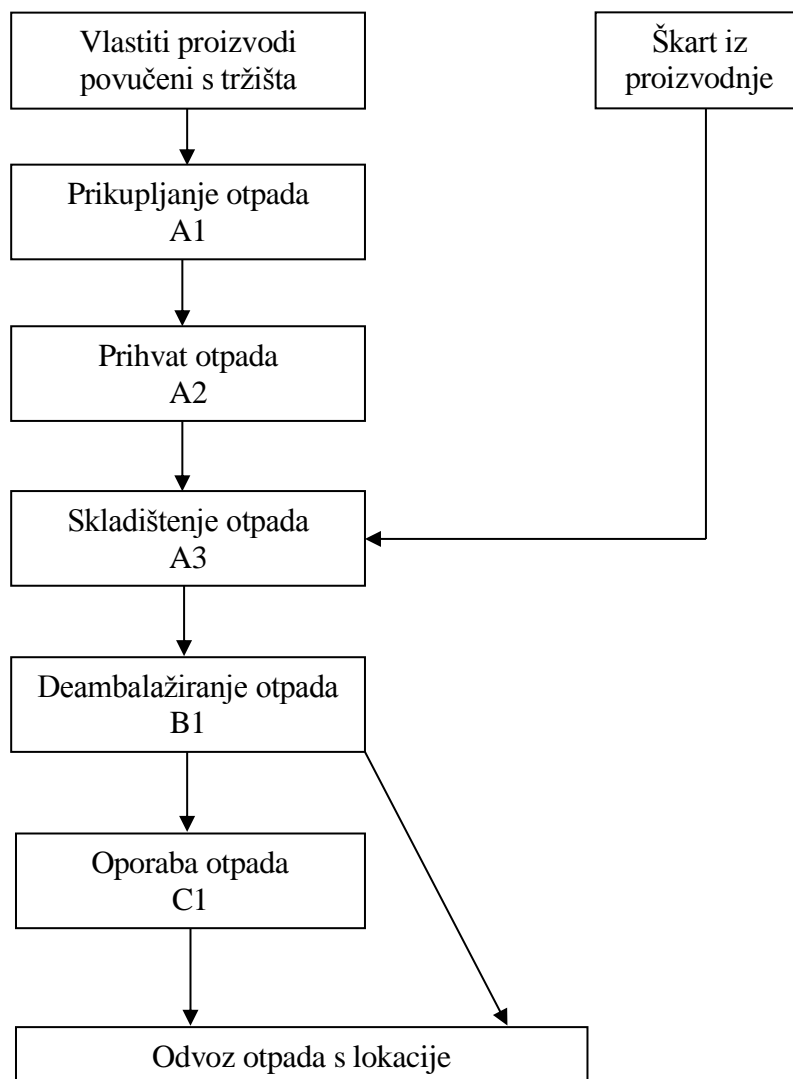 Vlastiti proizvodi
povučeni s tržišta
Škart iz
proizvodnje
Prikupljanje otpada
A1
Prihvat otpada
A2
Skladištenje otpada
A3
Deambalažiranje otpada
B1
Oporaba otpada
C1
Odvoz otpada s lokacije